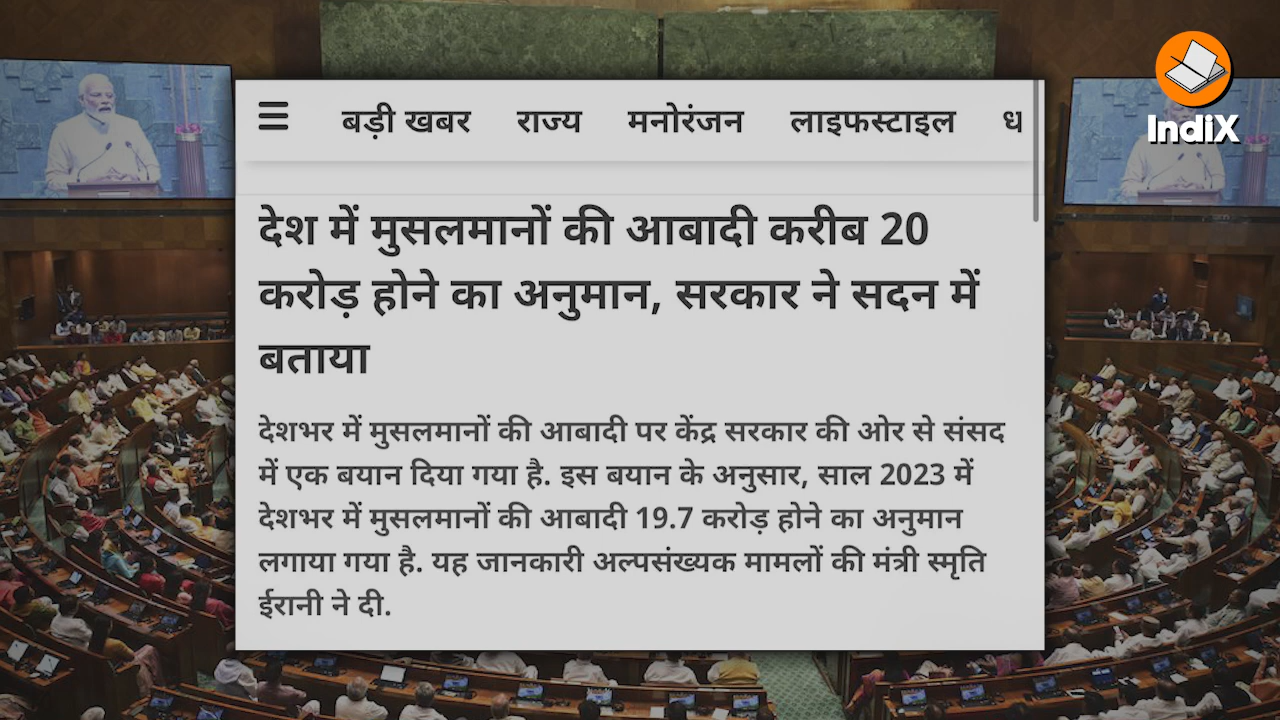 IndiX
बड़ी खबर राज्य मनोरंजन लाइफस्टाइल ध
देश में मुसलमानों की आबादी करीब 20
करोड़ होने का अनुमान, सरकार ने सदन में
बताया
देशभर में मुसलमानों की आबादी पर केंद्र सरकार की ओर से संसद
में एक बयान दिया गया है. इस बयान के अनुसार, साल 2023 में
देशभर में मुसलमानों की आबादी 19.7 करोड़ होने का अनुमान
लगाया गया है. यह जानकारी अल्पसंख्यक मामलों की मंत्री स्मृति
ईरानी ने दी.